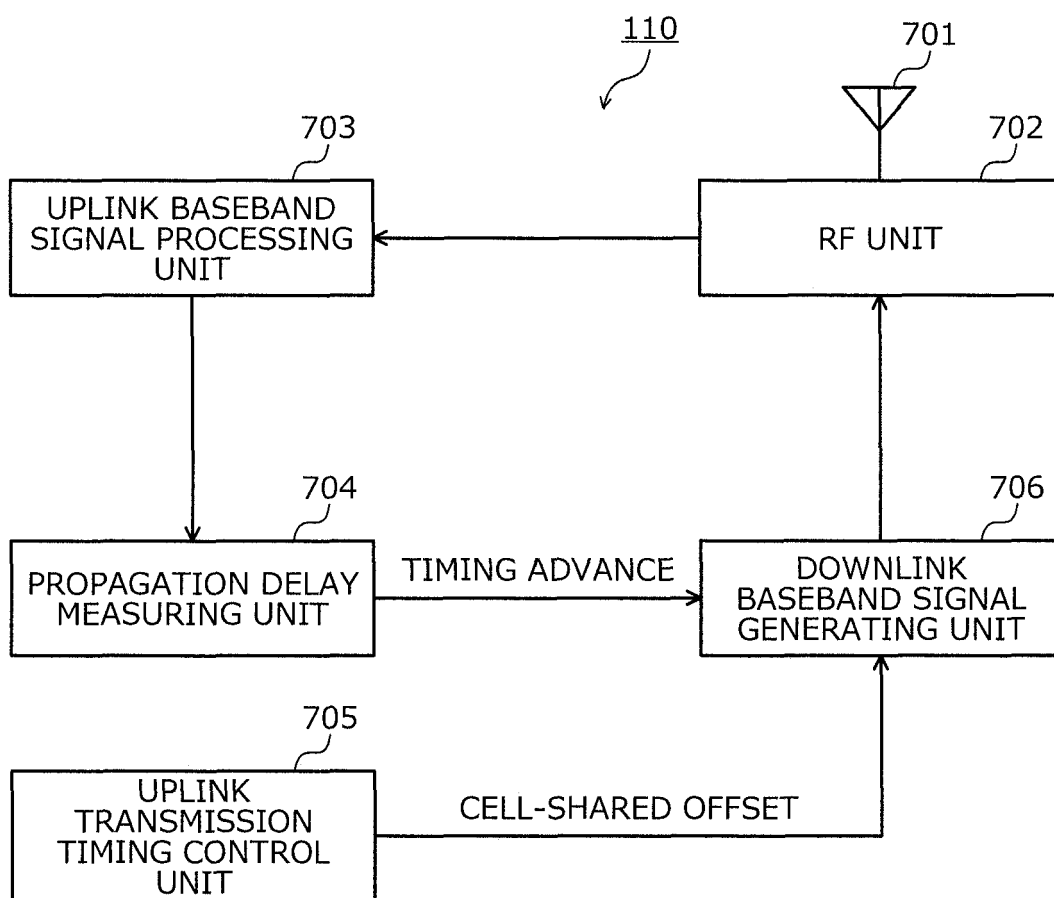 110
701
703
702
UPLINK BASEBAND
SIGNAL PROCESSING
UNIT
RF UNIT
704
706
PROPAGATION DELAY
MEASURING UNIT
TIMING ADVANCE
DOWNLINK
BASEBAND SIGNAL
GENERATING UNIT
705
UPLINK
TRANSMISSION
TIMING CONTROL
UNIT
CELL-SHARED OFFSET